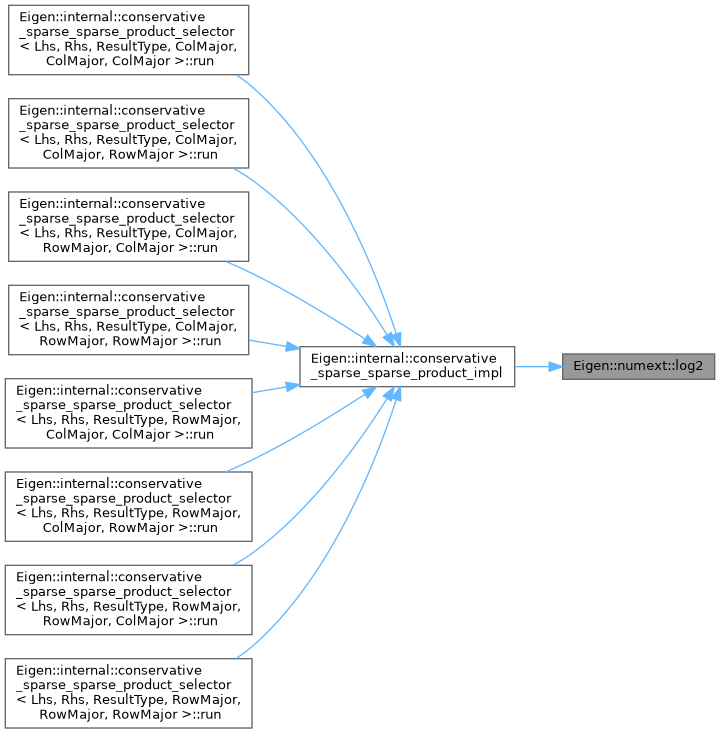 Eigen::internal::conservative
_sparse_sparse_product_selector
< Lhs, Rhs, ResultType, ColMajor,
ColMajor, ColMajor >::run
Eigen::internal::conservative
_sparse_sparse_product_selector
< Lhs, Rhs, ResultType, ColMajor,
ColMajor, RowMajor >::run
Eigen::internal::conservative
_sparse_sparse_product_selector
< Lhs, Rhs, ResultType, ColMajor,
RowMajor, ColMajor >::run
Eigen::internal::conservative
_sparse_sparse_product_selector
< Lhs, Rhs, ResultType, ColMajor,
RowMajor, RowMajor >::run
Eigen::internal::conservative
_sparse_sparse_product_selector
< Lhs, Rhs, ResultType, RowMajor,
ColMajor, ColMajor >::run
Eigen::internal::conservative
_sparse_sparse_product_selector
< Lhs, Rhs, ResultType, RowMajor,
ColMajor, RowMajor >::run
Eigen::internal::conservative
_sparse_sparse_product_selector
< Lhs, Rhs, ResultType, RowMajor,
RowMajor, ColMajor >::run
Eigen::internal::conservative
_sparse_sparse_product_selector
< Lhs, Rhs, ResultType, RowMajor,
RowMajor, RowMajor >::run
Eigen::internal::conservative
_sparse_sparse_product_impl
Eigen::numext::log2